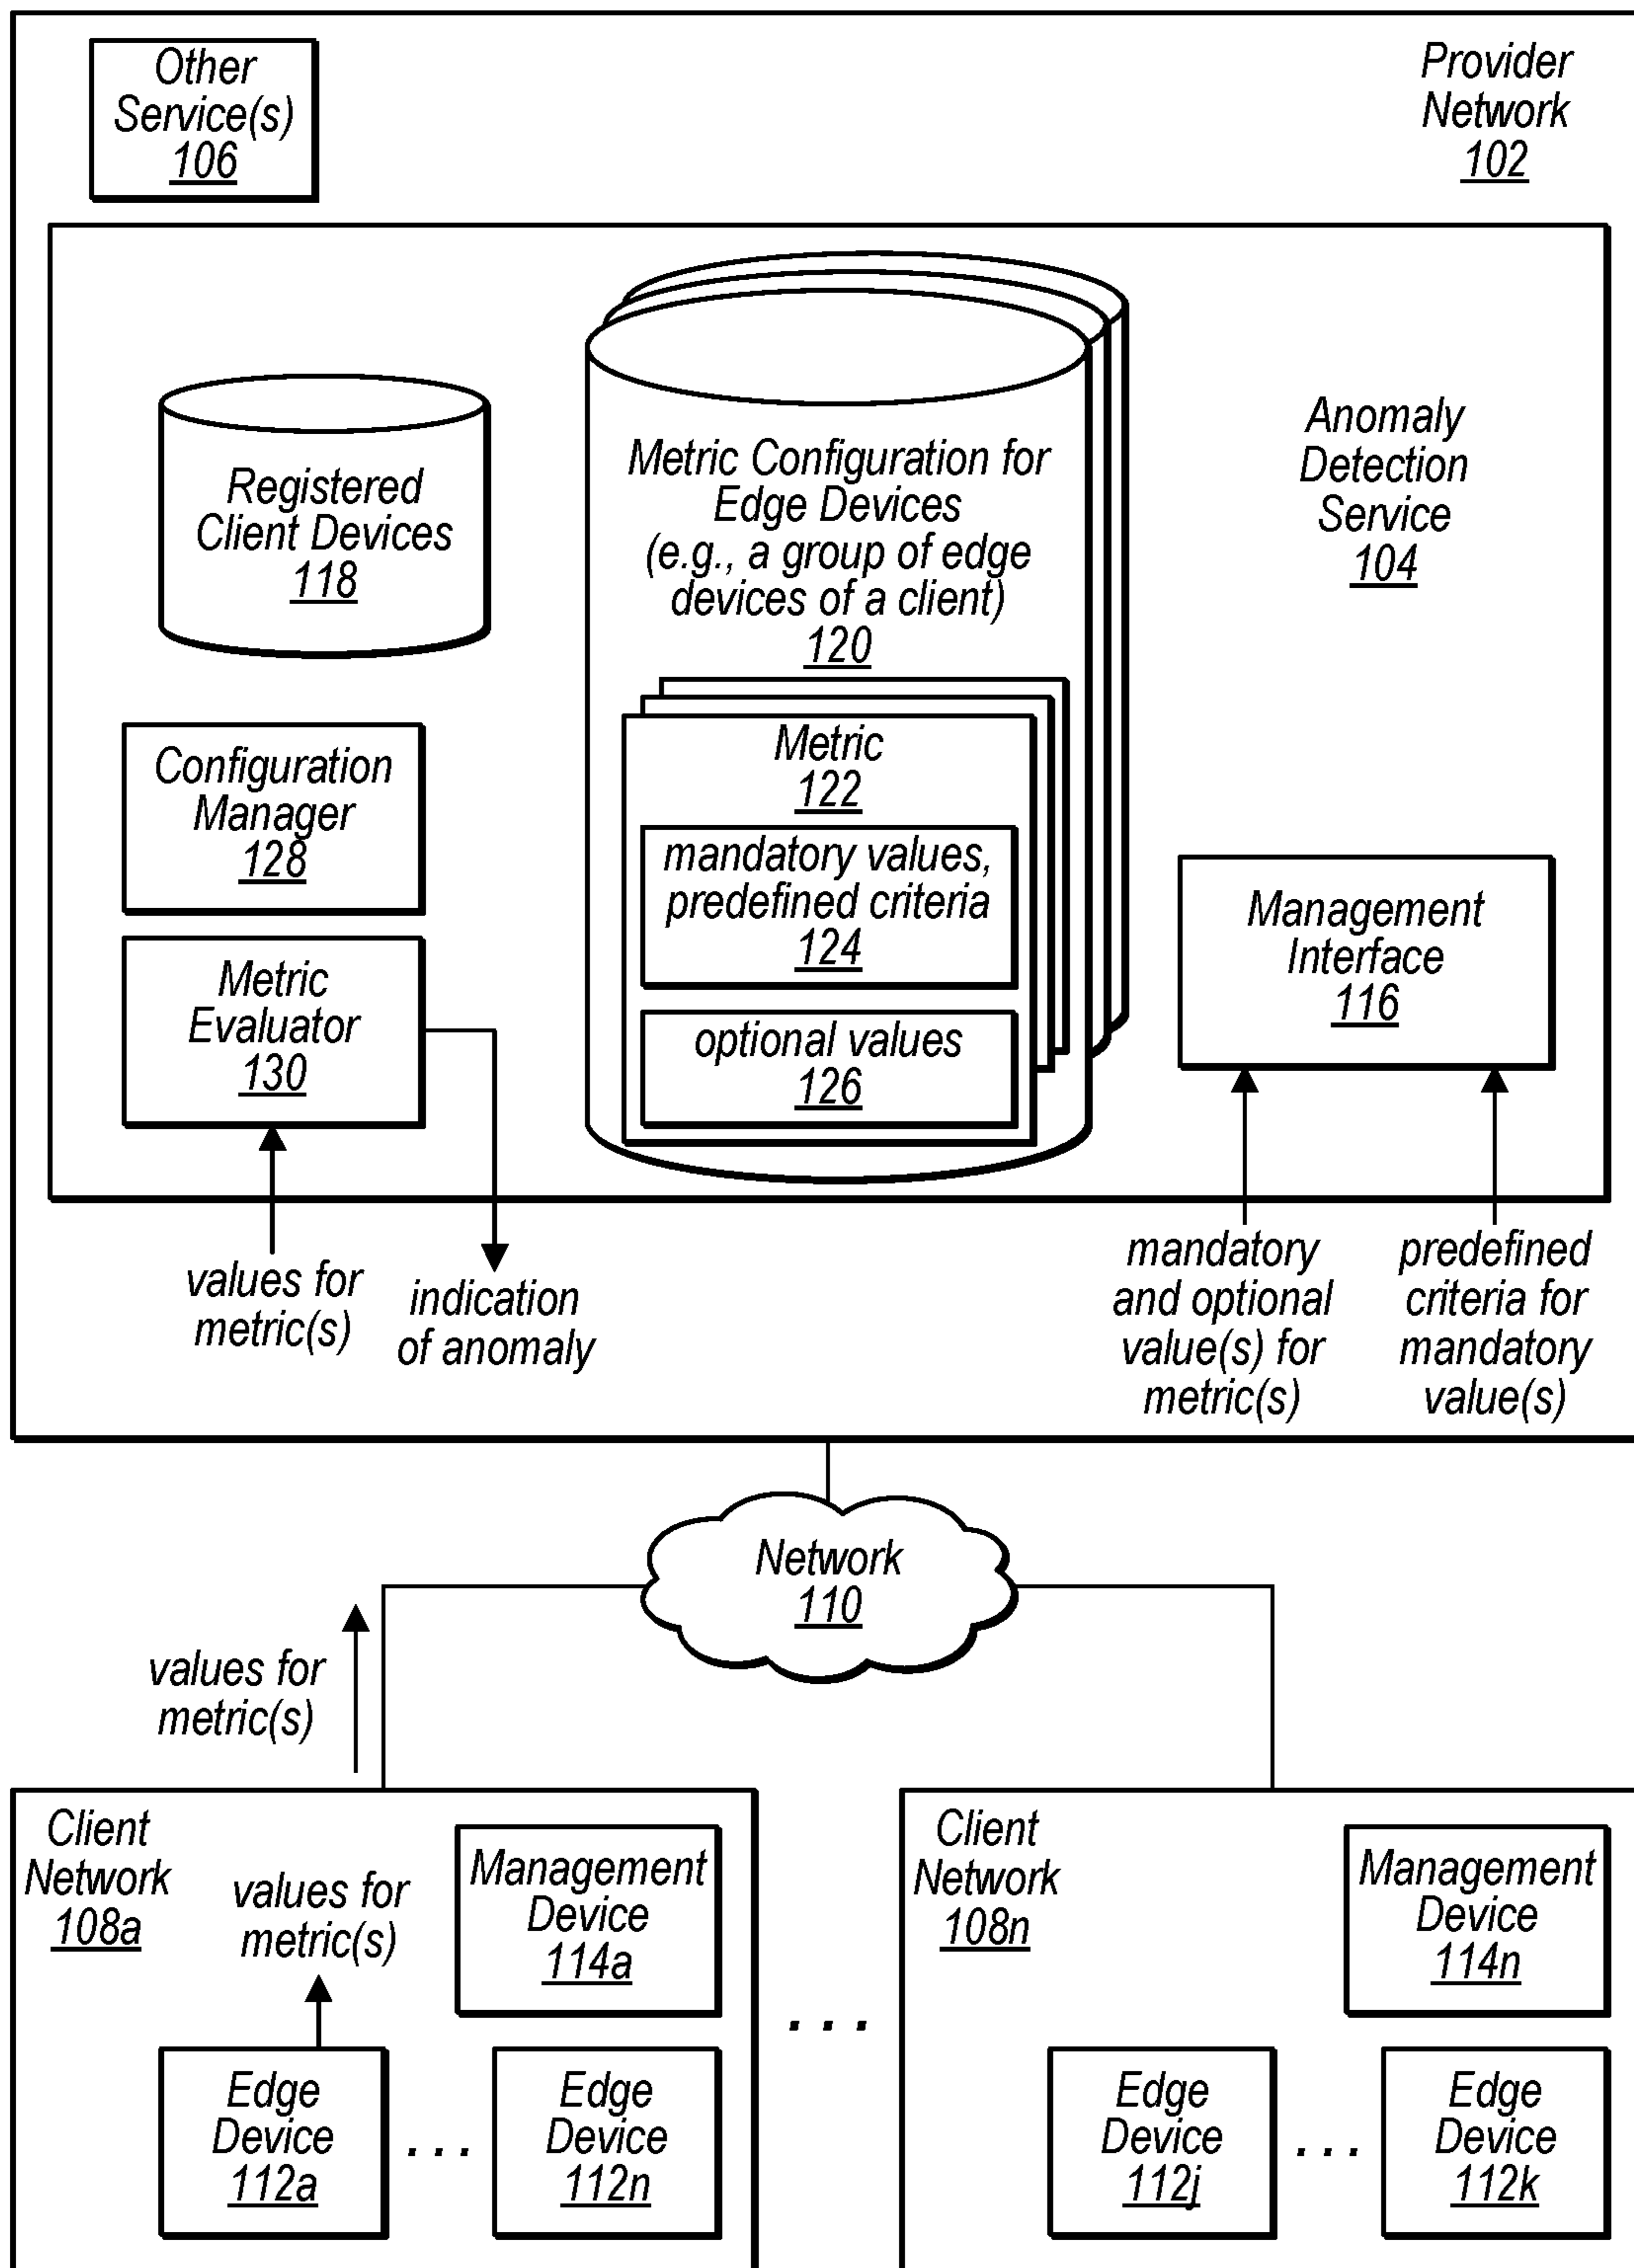 Other
Service(s)
106
Provider
Network
102
Anomaly
Detection
Service
104
Registered
Client Devices
118
Metric Configuration for
Edge Devices
(e.g., a group of edge
devices of a client)
120
Metric
122
mandatory values,
predefined criteria
124
optional values
126
Configuration
Manager
128
Metric
Evaluator
130
Management
Interface
116
values for
metric(s)
indication
of anomaly
mandatory
and optional
value(s) for
metric(s)
predefined
criteria for
mandatory
value(s)
Network
110
values for
metric(s)
Client
Network
108a
values for
metric(s)
Management
Device
114a
Edge
Device
112a
. . .
Edge
Device
112n
. . .
Client
Network
108n
Management
Device
114n
Edge
Device
112j
. . .
Edge
Device
112k